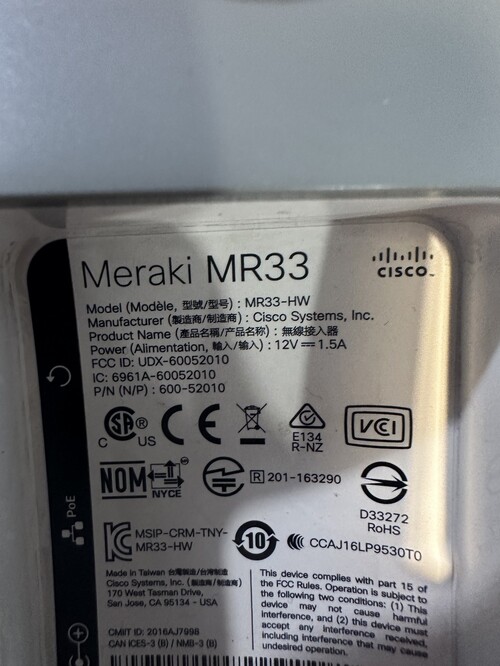 Meraki MR33
CISCO
Model (Modèle, 型號/型号) : MR33-HW
Manufacturer (製造商/制造商) : Cisco Systems, Inc.
Product Name (產品名稱/产品名称) : 無線接入器
Power (Alimentation, 輸入/输入) : 12V ⎓ 1.5A
FCC ID: UDX-60052010
IC: 6961A-60052010
P/N (N/P) : 600-52010
C SA ® US
CE
E134
R-NZ
VCI
NOM NYCE
R 201-163290
D33272
RoHS
PoE
MSIP-CRM-TNY-
MR33-HW
10
CCAJ16LP9530T0
Made in Taiwan 台灣製造/台湾制造
Cisco Systems, Inc. (製造商/制造商)
170 West Tasman Drive,
San Jose, CA 95134 - USA
CMIIT ID: 2016AJ7998
CAN ICES-3 (B) / NMB-3 (B)
This device complies with part 15 of
the FCC Rules. Operation is subject to
the following two conditions: (1) This
device may not cause harmful
interference, and (2) this device must
accept any interference received,
including interference that may cause
undesired operation.